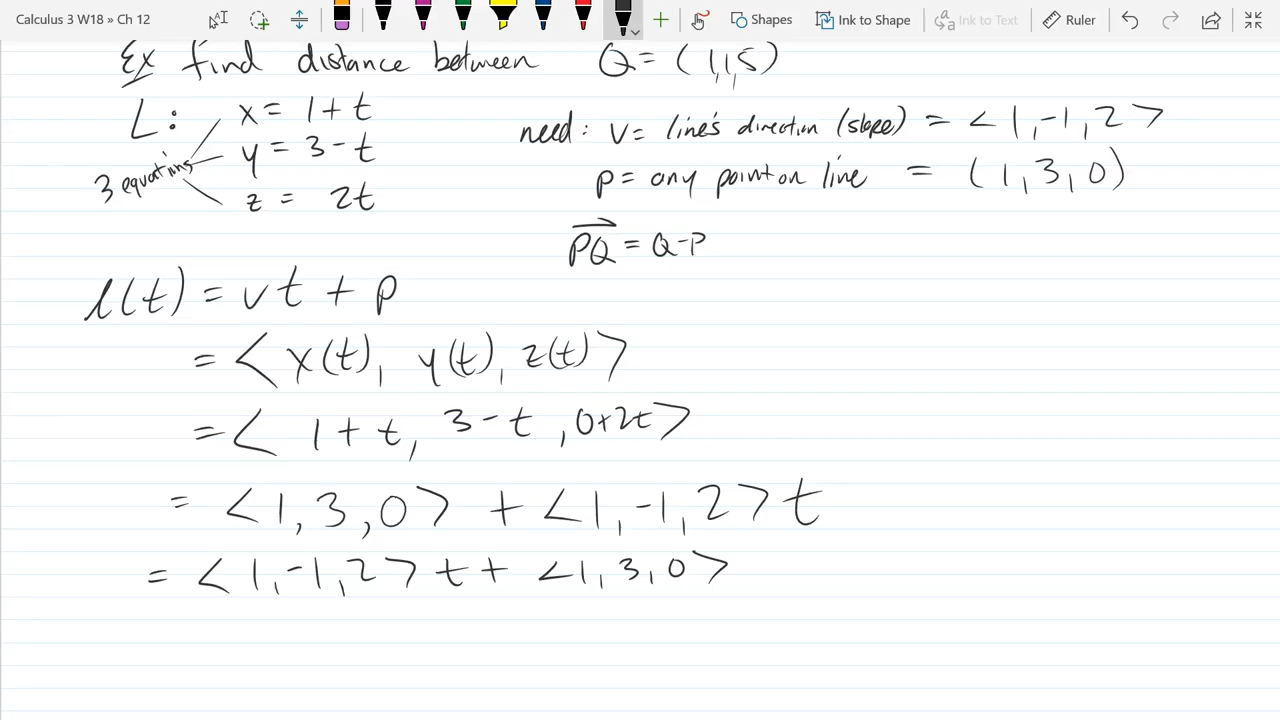 Calculus 3 W18 » Ch 12
Shapes
Ink to Shape
Ink to Text
Ruler
Ex find distance between Q = (1,1,5)
L: x = 1 + t
y = 3 - t
z = 2t
3 equations
need: v = line's direction (slope) = < 1, -1, 2 >
p = any point on line = (1, 3, 0)
PQ = Q-P
l(t) = vt + p
= < x(t), y(t), z(t) >
= < 1 + t, 3 - t, 0+2t >
= < 1, 3, 0 > + < 1, -1, 2 > t
= < 1, -1, 2 > t + < 1, 3, 0 >